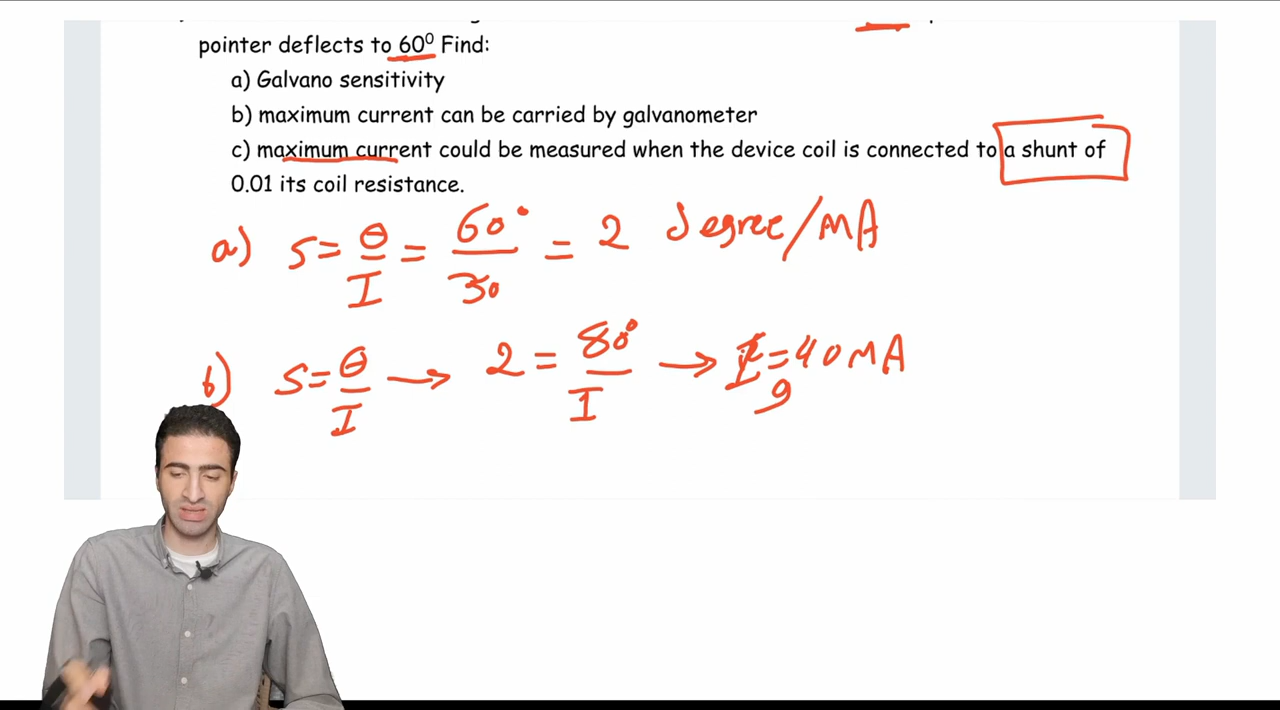 pointer deflects to 60⁰ Find:
a) Galvano sensitivity
b) maximum current can be carried by galvanometer
c) maximum current could be measured when the device coil is connected to a shunt of
0.01 its coil resistance.
a) S = θ/I = 60°/30 = 2 degree/MA
b) S = θ/I → 2 = 80°/I → Ig = 40 MA